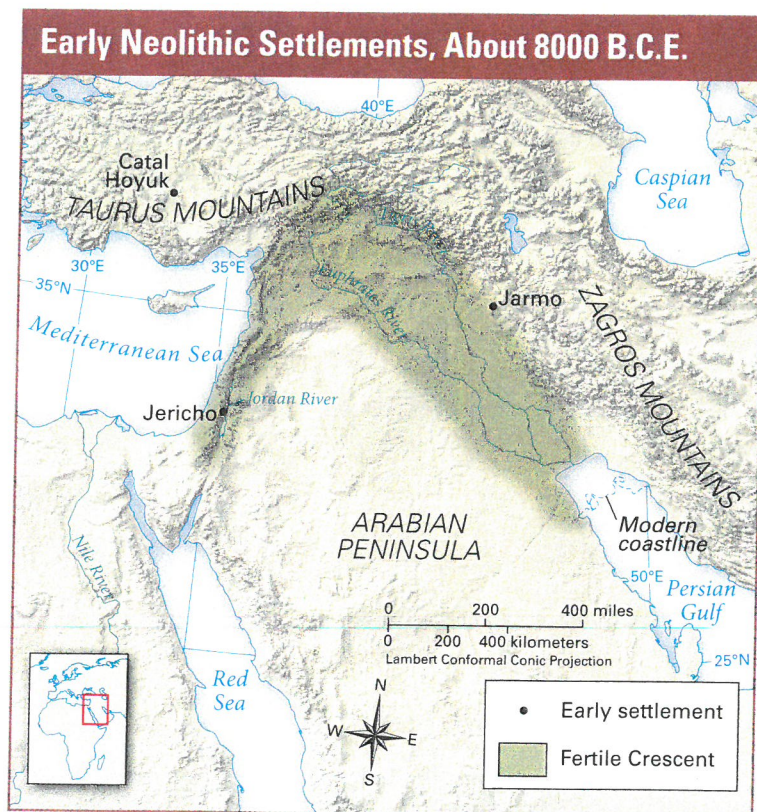 Early Neolithic Settlements, About 8000 B.C.E.
40°E
Catal
Hoyuk
TAURUS MOUNTAINS
Caspian
Sea
30°E
35°E
35°N
Tigris River
Euphrates River
Jarmo
ZAGROS MOUNTAINS
Mediterranean Sea
Jericho
Jordan River
ARABIAN
PENINSULA
Modern
coastline
Nile River
50°E
Persian
Gulf
0 200 400 miles
0 200 400 kilometers
Lambert Conformal Conic Projection
25°N
Red
Sea
N
W E
S
Early settlement
Fertile Crescent